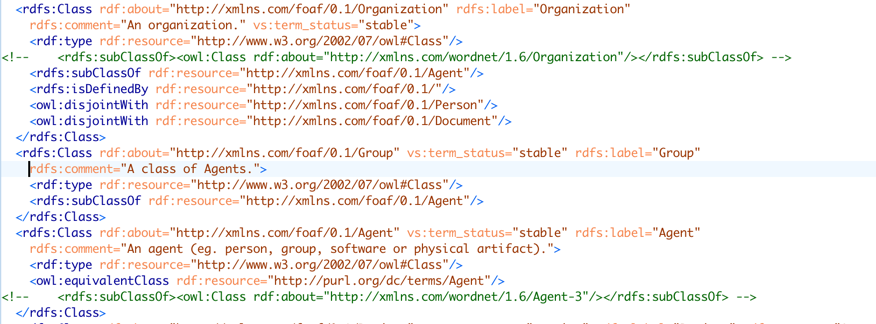 <rdfs:Class rdf:about="http://xmlns.com/foaf/0.1/Organization" rdfs:label="Organization"
rdfs:comment="An organization." vs:term_status="stable">
<rdf:type rdf:resource="http://www.w3.org/2002/07/owl#Class"/>
<!-- <rdfs:subClassOf><owl:Class rdf:about="http://xmlns.com/wordnet/1.6/Organization"/></rdfs:subClassOf> -->
<rdfs:subClassOf rdf:resource="http://xmlns.com/foaf/0.1/Agent"/>
<rdfs:isDefinedBy rdf:resource="http://xmlns.com/foaf/0.1/"/>
<owl:disjointWith rdf:resource="http://xmlns.com/foaf/0.1/Person"/>
<owl:disjointWith rdf:resource="http://xmlns.com/foaf/0.1/Document"/>
</rdfs:Class>
<rdfs:Class rdf:about="http://xmlns.com/foaf/0.1/Group" vs:term_status="stable" rdfs:label="Group"
rdfs:comment="A class of Agents.">
<rdf:type rdf:resource="http://www.w3.org/2002/07/owl#Class"/>
<rdfs:subClassOf rdf:resource="http://xmlns.com/foaf/0.1/Agent"/>
</rdfs:Class>
<rdfs:Class rdf:about="http://xmlns.com/foaf/0.1/Agent" vs:term_status="stable" rdfs:label="Agent"
rdfs:comment="An agent (eg. person, group, software or physical artifact).">
<rdf:type rdf:resource="http://www.w3.org/2002/07/owl#Class"/>
<owl:equivalentClass rdf:resource="http://purl.org/dc/terms/Agent"/>
<!-- <rdfs:subClassOf><owl:Class rdf:about="http://xmlns.com/wordnet/1.6/Agent-3"/></rdfs:subClassOf> -->
</rdfs:Class>